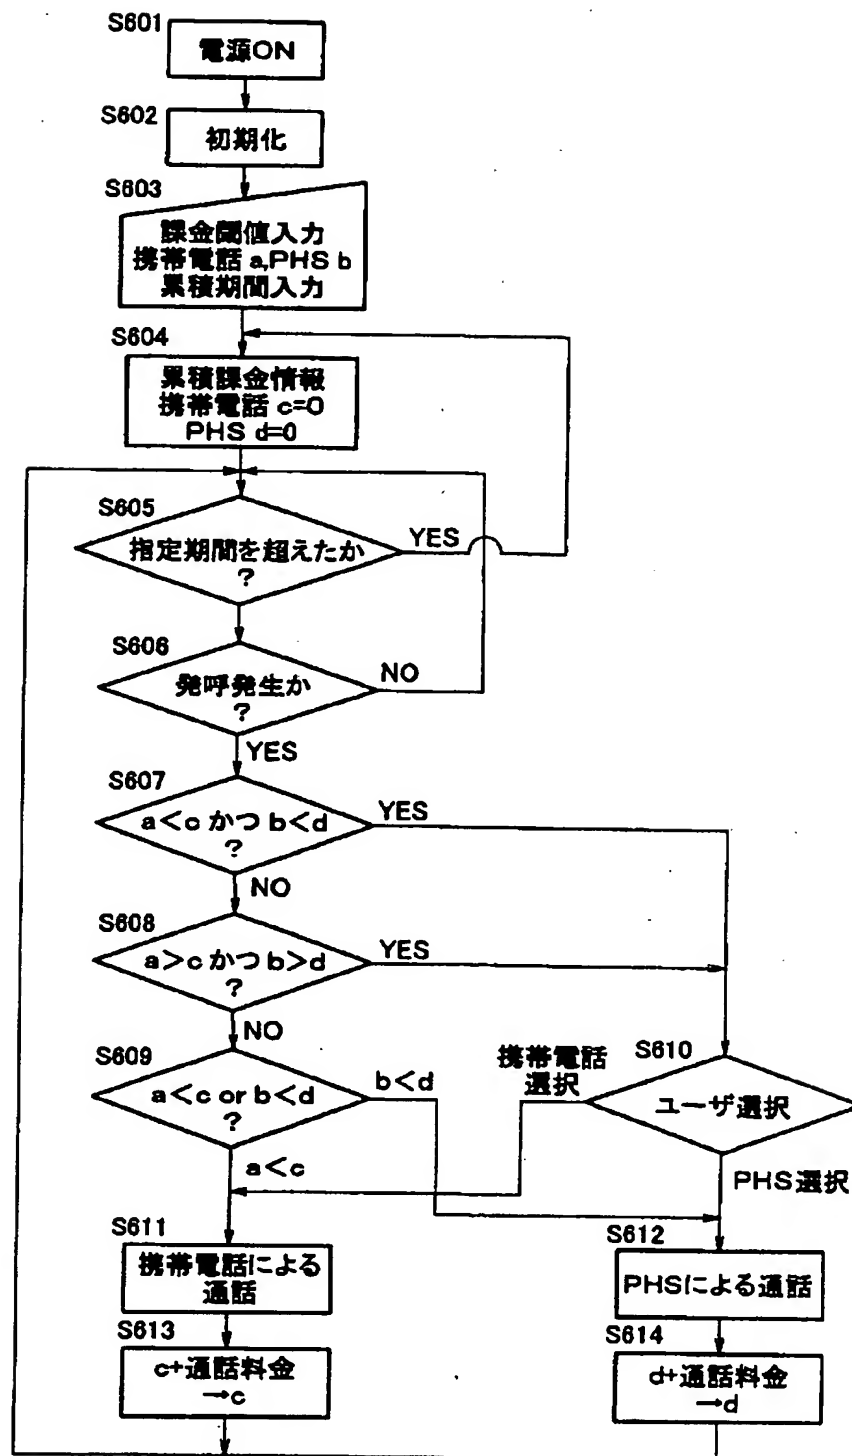 S601
電源ON
S602
初期化
S603
課金閾値入力
携帯電話 a,PHS b
累積期間入力
S604
累積課金情報
携帯電話 c=0
PHS d=0
S605
指定期間を超えたか
?
YES
S606
発呼発生か
?
NO
YES
S607
a<c かつ b<d
?
YES
NO
S608
a>c かつ b>d
?
YES
NO
S609
a<c or b<d
?
b<d
a<c
携帯電話
選択
S610
ユーザ選択
PHS選択
S611
携帯電話による
通話
S612
PHSによる通話
S613
c+通話料金
→c
S614
d+通話料金
→d